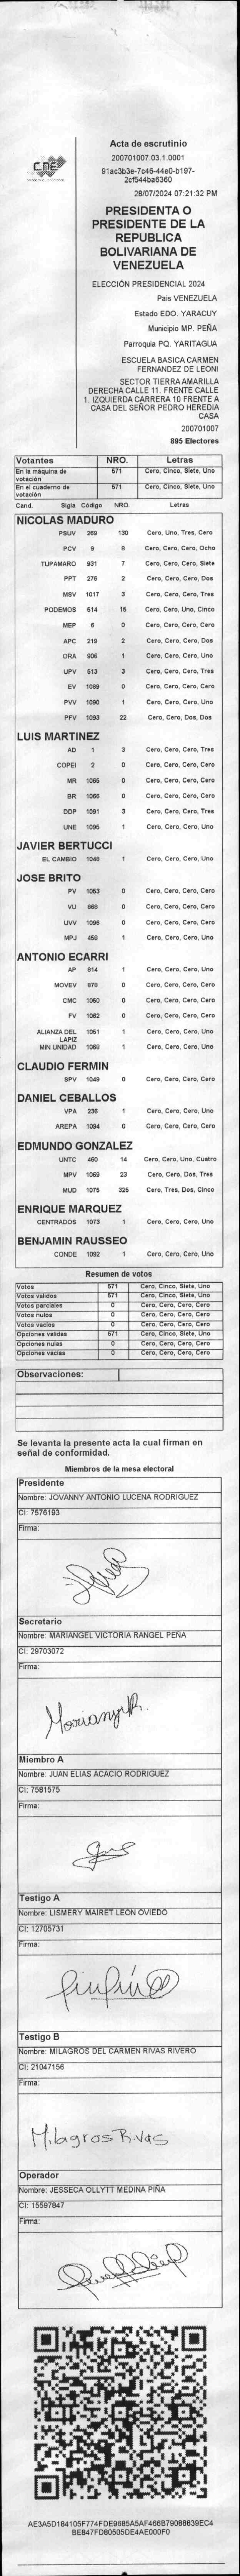 CNE
Acta de escrutinio
200701007.03.1.0001
91ac3b3e-7c46-44e0-b197-
2cf544ba6360
28/07/2024 07:21:32 PM
PRESIDENTA O
PRESIDENTE DE LA
REPUBLICA
BOLIVARIANA DE
VENEZUELA
ELECCIÓN PRESIDENCIAL 2024
Pais VENEZUELA
Estado EDO. YARACUY
Municipio MP. PEÑA
Parroquia PQ. YARITAGUA
ESCUELA BASICA CARMEN
FERNANDEZ DE LEONI
SECTOR TIERRA AMARILLA
DERECHA CALLE 11. FRENTE CALLE
1. IZQUIERDA CARRERA 10 FRENTE A
CASA DEL SEÑOR PEDRO HEREDIA
CASA
200701007
895 Electores
Votantes NRO. Letras
En la máquina de votación 571 Cero, Cinco, Siete, Uno
En el cuaderno de votación 571 Cero, Cinco, Siete, Uno
Cand. Sigla Código NRO. Letras
NICOLAS MADURO
PSUV 269 130 Cero, Uno, Tres, Cero
PCV 9 8 Cero, Cero, Cero, Ocho
TUPAMARO 931 7 Cero, Cero, Cero, Siete
PPT 276 2 Cero, Cero, Cero, Dos
MSV 1017 3 Cero, Cero, Cero, Tres
PODEMOS 514 15 Cero, Cero, Uno, Cinco
MEP 6 0 Cero, Cero, Cero, Cero
APC 219 2 Cero, Cero, Cero, Dos
ORA 906 1 Cero, Cero, Cero, Uno
UPV 513 3 Cero, Cero, Cero, Tres
EV 1089 0 Cero, Cero, Cero, Cero
PVV 1090 1 Cero, Cero, Cero, Uno
PFV 1093 22 Cero, Cero, Dos, Dos
LUIS MARTINEZ
AD 1 3 Cero, Cero, Cero, Tres
COPEI 2 0 Cero, Cero, Cero, Cero
MR 1065 0 Cero, Cero, Cero, Cero
BR 1066 0 Cero, Cero, Cero, Cero
DDP 1091 3 Cero, Cero, Cero, Tres
UNE 1095 1 Cero, Cero, Cero, Uno
JAVIER BERTUCCI
EL CAMBIO 1048 1 Cero, Cero, Cero, Uno
JOSE BRITO
PV 1053 0 Cero, Cero, Cero, Cero
VU 868 0 Cero, Cero, Cero, Cero
UVV 1096 0 Cero, Cero, Cero, Cero
MPJ 458 1 Cero, Cero, Cero, Uno
ANTONIO ECARRI
AP 914 1 Cero, Cero, Cero, Uno
MOVEV 879 0 Cero, Cero, Cero, Cero
CMC 1050 0 Cero, Cero, Cero, Cero
FV 1062 0 Cero, Cero, Cero, Cero
ALIANZA DEL LAPIZ 1051 1 Cero, Cero, Cero, Uno
MIN UNIDAD 1068 1 Cero, Cero, Cero, Uno
CLAUDIO FERMIN
SPV 1049 0 Cero, Cero, Cero, Cero
DANIEL CEBALLOS
VPA 236 1 Cero, Cero, Cero, Uno
AREPA 1094 0 Cero, Cero, Cero, Cero
EDMUNDO GONZALEZ
UNTC 460 14 Cero, Cero, Uno, Cuatro
MPV 1069 23 Cero, Cero, Dos, Tres
MUD 1075 325 Cero, Tres, Dos, Cinco
ENRIQUE MARQUEZ
CENTRADOS 1073 1 Cero, Cero, Cero, Uno
BENJAMIN RAUSSEO
CONDE 1092 1 Cero, Cero, Cero, Uno
Resumen de votos
Votos 571 Cero, Cinco, Siete, Uno
Votos validos 571 Cero, Cinco, Siete, Uno
Votos parciales 0 Cero, Cero, Cero, Cero
Votos nulos 0 Cero, Cero, Cero, Cero
Votos vacios 0 Cero, Cero, Cero, Cero
Opciones validas 571 Cero, Cinco, Siete, Uno
Opciones nulas 0 Cero, Cero, Cero, Cero
Opciones vacias 0 Cero, Cero, Cero, Cero
Observaciones:
Se levanta la presente acta la cual firman en
señal de conformidad.
Miembros de la mesa electoral
Presidente
Nombre: JOVANNY ANTONIO LUCENA RODRIGUEZ
CI: 7576193
Firma:
Secretario
Nombre: MARIANGEL VICTORIA RANGEL PEÑA
CI: 29703072
Firma:
Miembro A
Nombre: JUAN ELIAS ACACIO RODRIGUEZ
CI: 7581575
Firma:
Testigo A
Nombre: LISMERY MAIRET LEON OVIEDO
CI: 12705731
Firma:
Testigo B
Nombre: MILAGROS DEL CARMEN RIVAS RIVERO
CI: 21047156
Firma:
Milagros Rivas
Operador
Nombre: JESSECA OLLYTT MEDINA PIÑA
CI: 15597847
Firma:
AE3A5D184105F774FDE9685A5AF466B79088839EC4
BE847FD80505DE4AE000F0